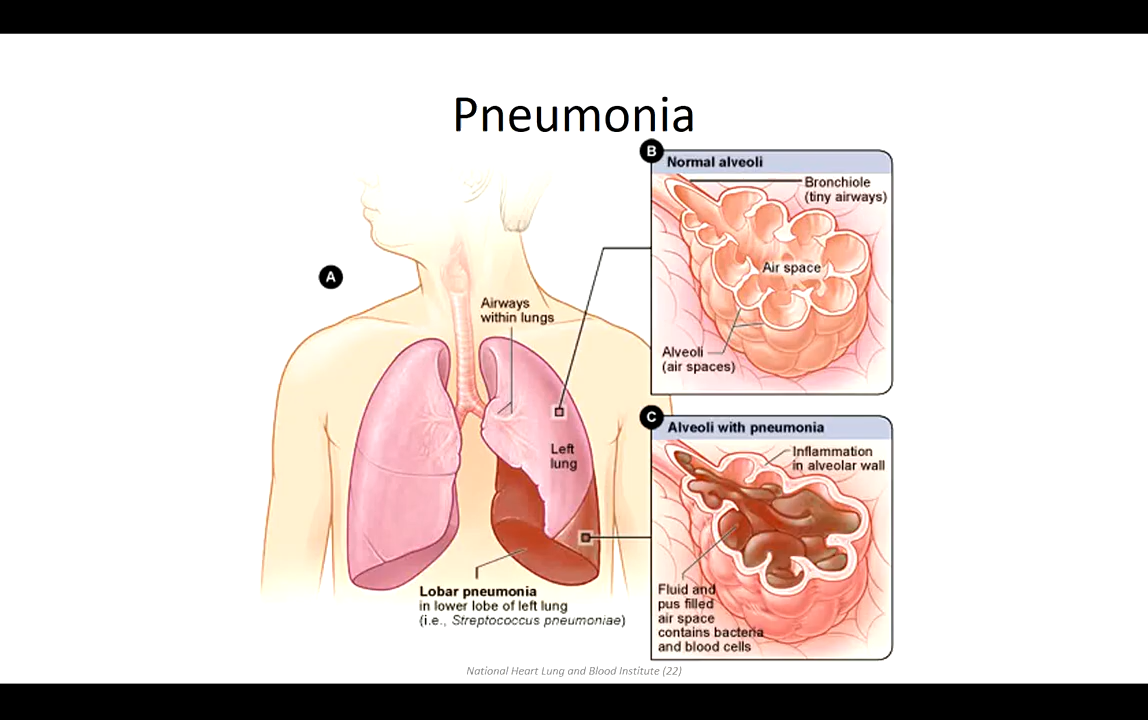 Pneumonia
A
Airways
within lungs
Left
lung
Lobar pneumonia
in lower lobe of left lung
(i.e., Streptococcus pneumoniae)
B
Normal alveoli
Bronchiole
(tiny airways)
Air space
Alveoli
(air spaces)
C
Alveoli with pneumonia
Inflammation
in alveolar wall
Fluid and
pus filled
air space
contains bacteria
and blood cells
National Heart Lung and Blood Institute (22)